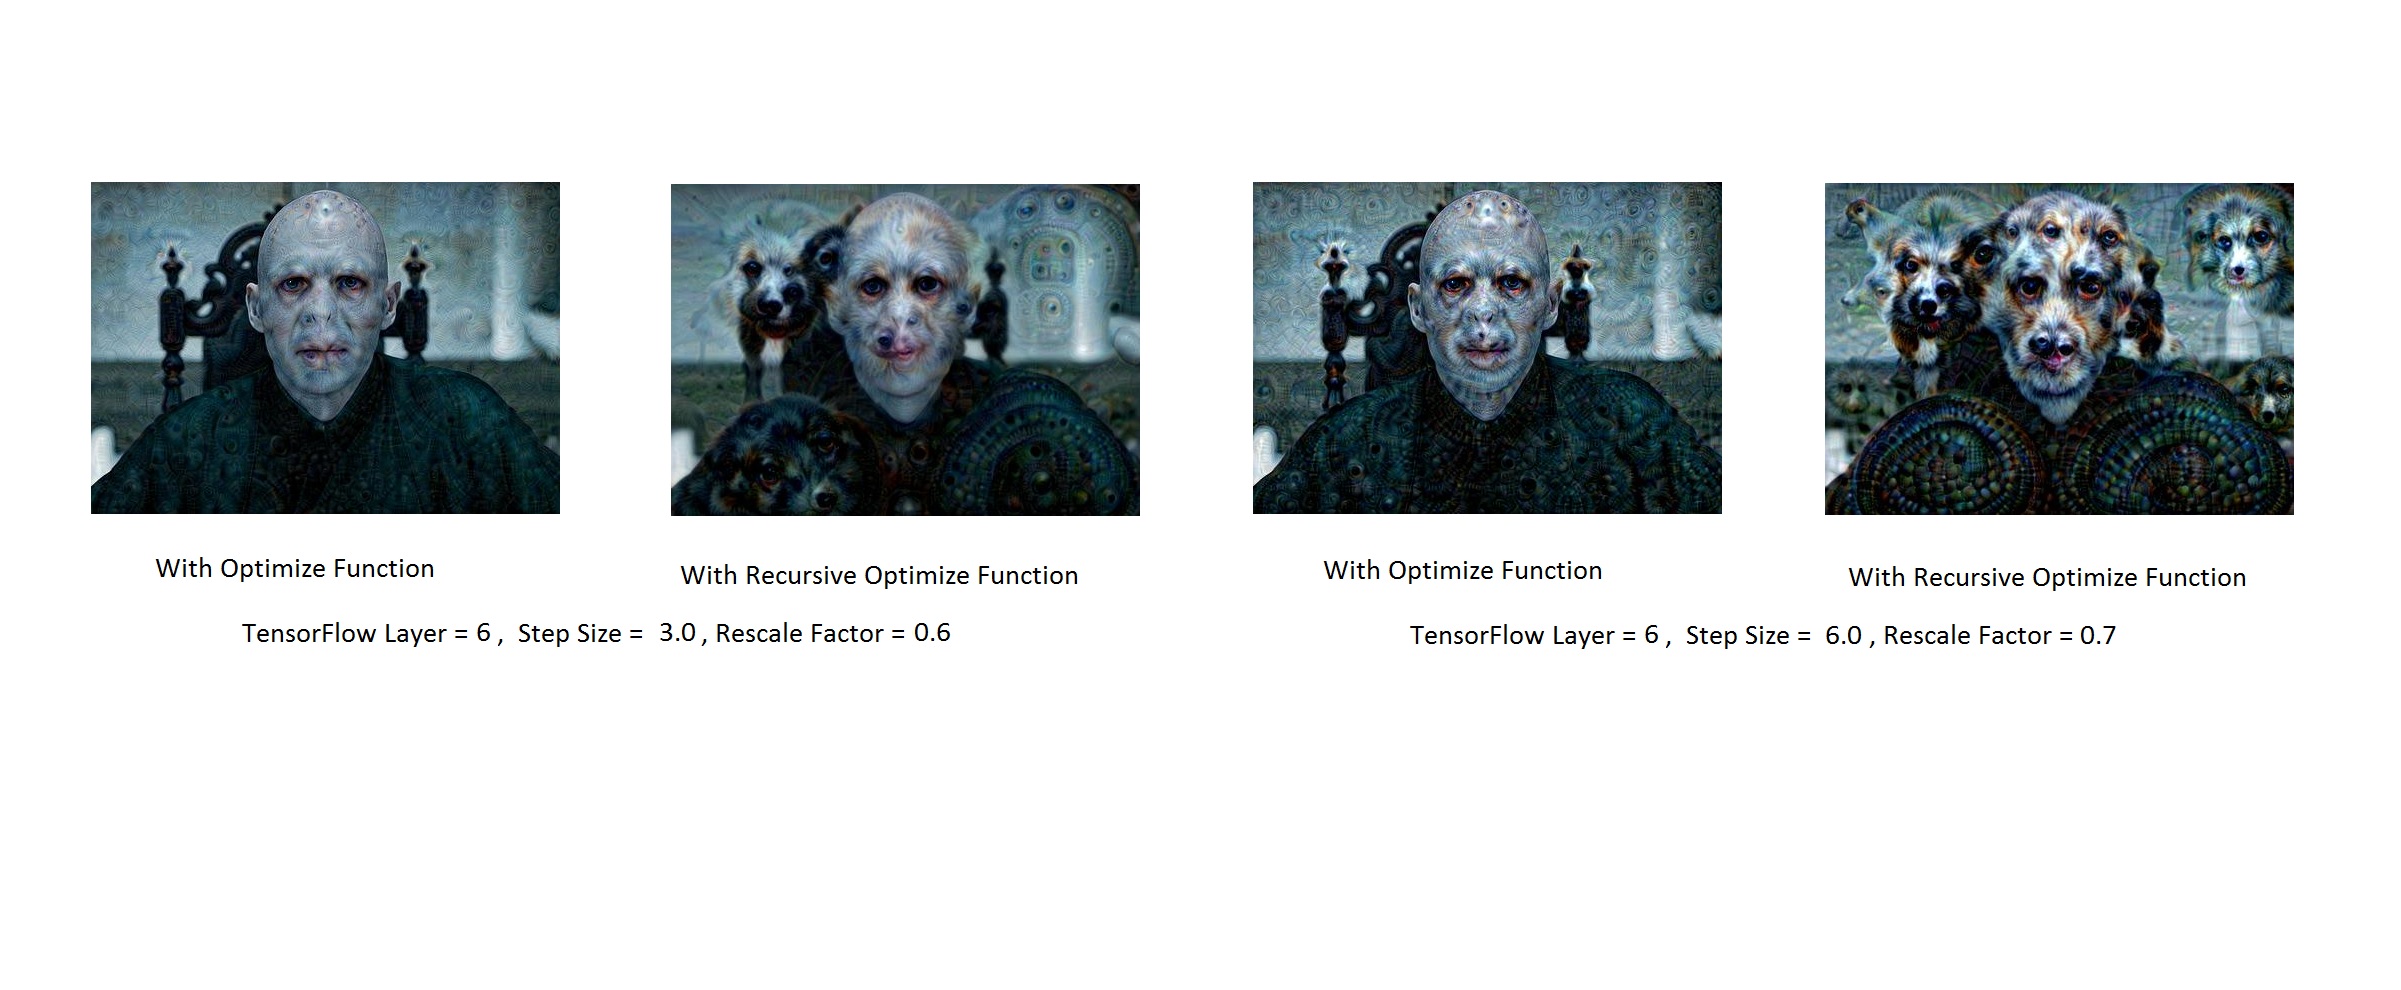 With Optimize Function
With Recursive Optimize Function
TensorFlow Layer = 6 ,  Step Size =  3.0 , Rescale Factor = 0.6
With Optimize Function
With Recursive Optimize Function
TensorFlow Layer = 6 ,  Step Size =  6.0 , Rescale Factor = 0.7